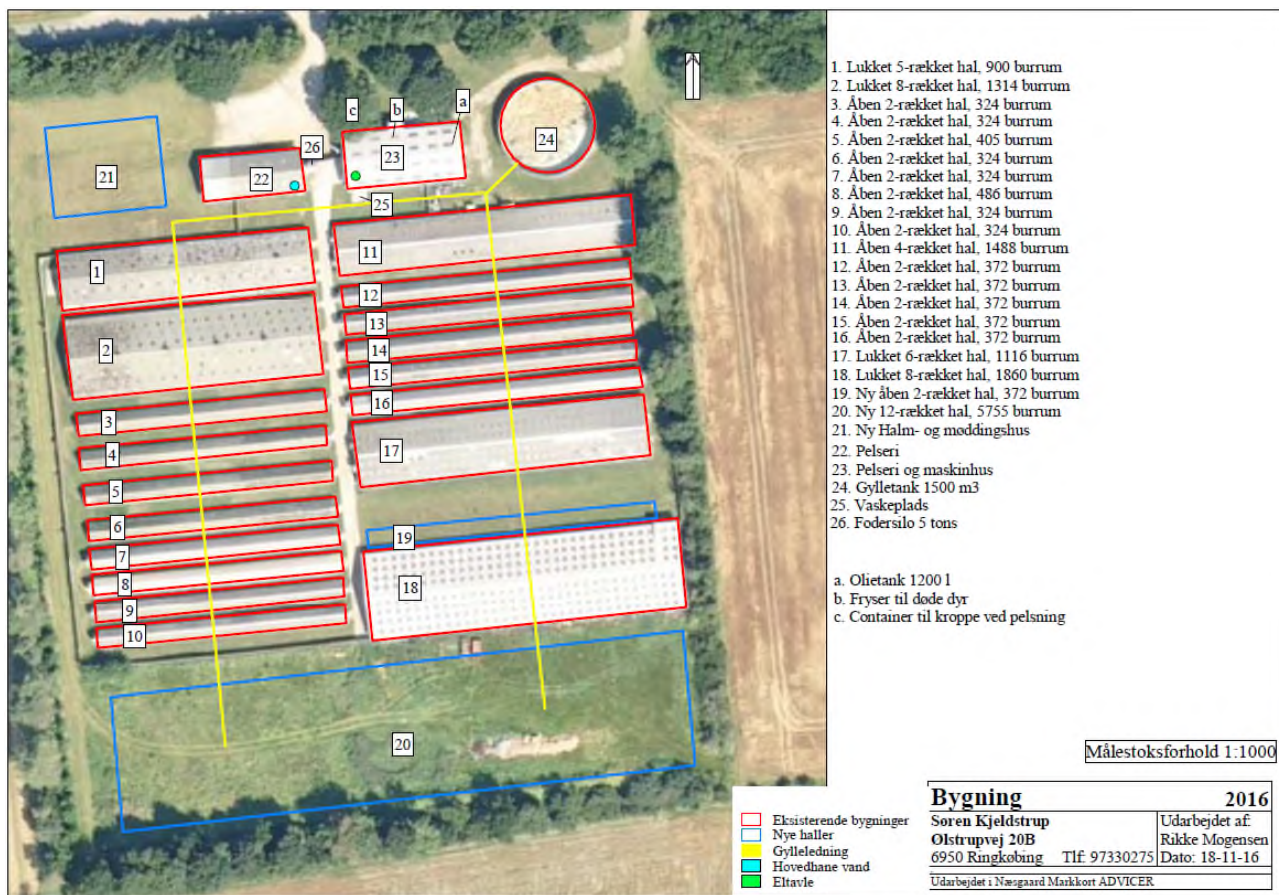 1. Lukket 5-rækket hal, 900 burrum
2. Lukket 8-rækket hal, 1314 burrum
3. Åben 2-rækket hal, 324 burrum
4. Åben 2-rækket hal, 324 burrum
5. Åben 2-rækket hal, 405 burrum
6. Åben 2-rækket hal, 324 burrum
7. Åben 2-rækket hal, 324 burrum
8. Åben 2-rækket hal, 486 burrum
9. Åben 2-rækket hal, 324 burrum
10. Åben 2-rækket hal, 324 burrum
11. Åben 4-rækket hal, 1488 burrum
12. Åben 2-rækket hal, 372 burrum
13. Åben 2-rækket hal, 372 burrum
14. Åben 2-rækket hal, 372 burrum
15. Åben 2-rækket hal, 372 burrum
16. Åben 2-rækket hal, 372 burrum
17. Lukket 6-rækket hal, 1116 burrum
18. Lukket 8-rækket hal, 1860 burrum
19. Ny åben 2-rækket hal, 372 burrum
20. Ny 12-rækket hal, 5755 burrum
21. Ny Halm- og møddingshus
22. Pelseri
23. Pelseri og maskinhus
24. Gylletank 1500 m3
25. Vaskeplads
26. Fodersilo 5 tons
a. Olietank 1200 l
b. Fryser til døde dyr
c. Container til kroppe ved pelsning
a
b
c
26
24
23
22
21
25
11
1
12
13
2
14
15
16
3
17
4
5
6
19
7
8
18
9
10
20
Målestoksforhold 1:1000
Eksisterende bygninger
Nye haller
Gylleledning
Hovedhane vand
Eltavle
Bygning 2016
Søren Kjeldstrup
Ølstrupvej 20B
6950 Ringkøbing Tlf: 97330275
Udarbejdet af:
Rikke Mogensen
Dato: 18-11-16
Udarbejdet i Næsgaard Markkort ADVICER